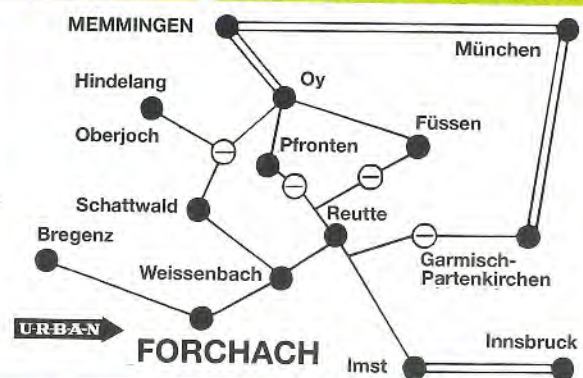 MEMMINGEN
München
Hindelang
Oy
Oberjoch
Pfronten
Füssen
Schattwald
Reutte
Bregenz
Weissenbach
Garmisch-
Partenkirchen
URBAN
FORCHACH
Imst
Innsbruck